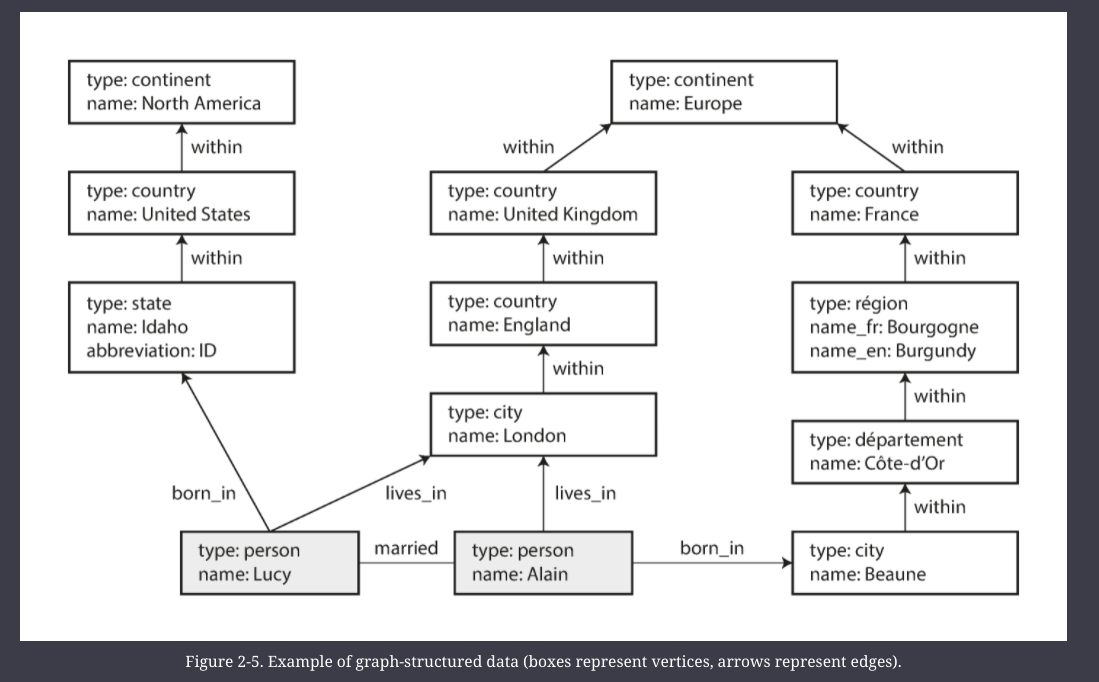 type: continent
name: North America
type: continent
name: Europe
within
within
within
type: country
name: United States
type: country
name: United Kingdom
type: country
name: France
within
within
within
type: state
name: Idaho
abbreviation: ID
type: country
name: England
type: région
name_fr: Bourgogne
name_en: Burgundy
within
within
type: city
name: London
type: département
name: Côte-d’Or
born_in
lives_in
lives_in
within
type: person
name: Lucy
married
type: person
name: Alain
born_in
type: city
name: Beaune
Figure 2-5. Example of graph-structured data (boxes represent vertices, arrows represent edges).